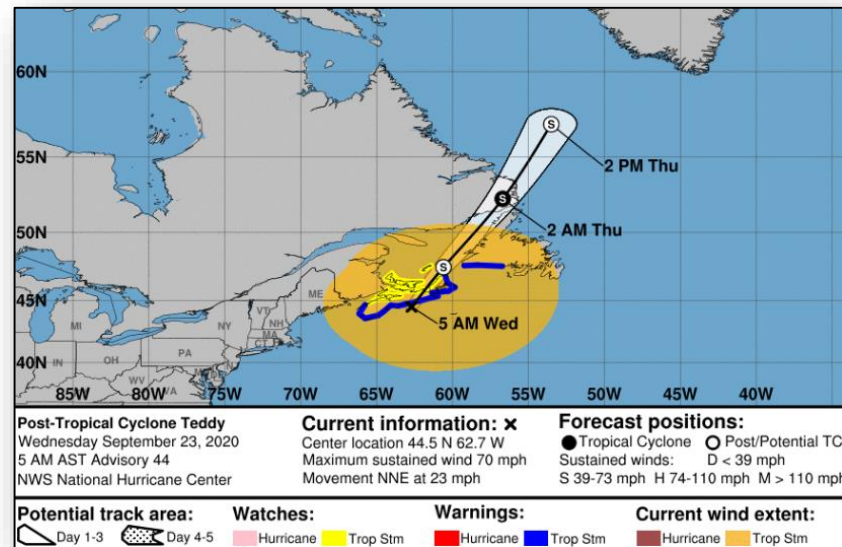 60N
55N
2 PM Thu
2 AM Thu
50N
45N
5 AM Wed
40N
ME
VT
NH
MA
CT
NY
MI
PA
OH
IN
WV
VA
85W 80W 75W 70W 65W 60W 55W 50W 45W 40W
S
S
S
Post-Tropical Cyclone Teddy
Wednesday September 23, 2020
5 AM AST Advisory 44
NWS National Hurricane Center
Current information: ×
Center location 44.5 N 62.7 W
Maximum sustained wind 70 mph
Movement NNE at 23 mph
Forecast positions:
Tropical Cyclone Post/Potential TC
Sustained winds: D < 39 mph
S 39-73 mph H 74-110 mph M > 110 mph
Potential track area:
Day 1-3 Day 4-5
Watches:
Hurricane Trop Stm
Warnings:
Hurricane Trop Stm
Current wind extent:
Hurricane Trop Stm